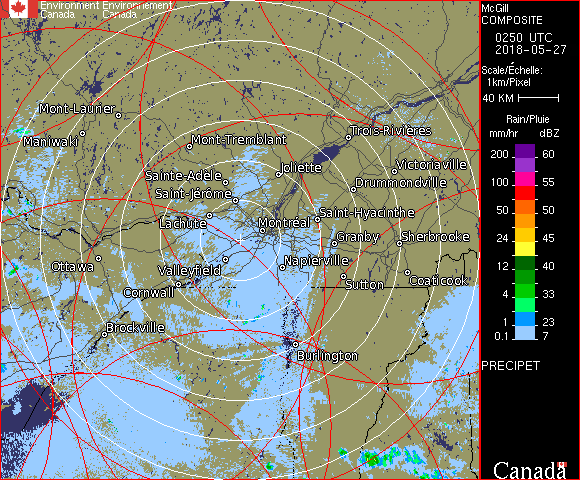 Environment Environnement
Canada Canada
McGill
COMPOSITE
0250 UTC
2018-05-27
Scale/Échelle:
1km/Pixel
40 KM
Rain/Pluie
mm/hr dBZ
200 60
100 55
50 50
24 45
12 40
4 33
1 23
0.1 7
PRECIPET
Canada
Mont-Laurier
Maniwaki
Mont-Tremblant
Trois-Rivières
Sainte-Adèle
Joliette
Victoriaville
Saint-Jérôme
Drummondville
Lachute
Montréal
Saint-Hyacinthe
Granby
Sherbrooke
Ottawa
Valleyfield
Napierville
Cornwall
Sutton
Coaticook
Brockville
Burlington